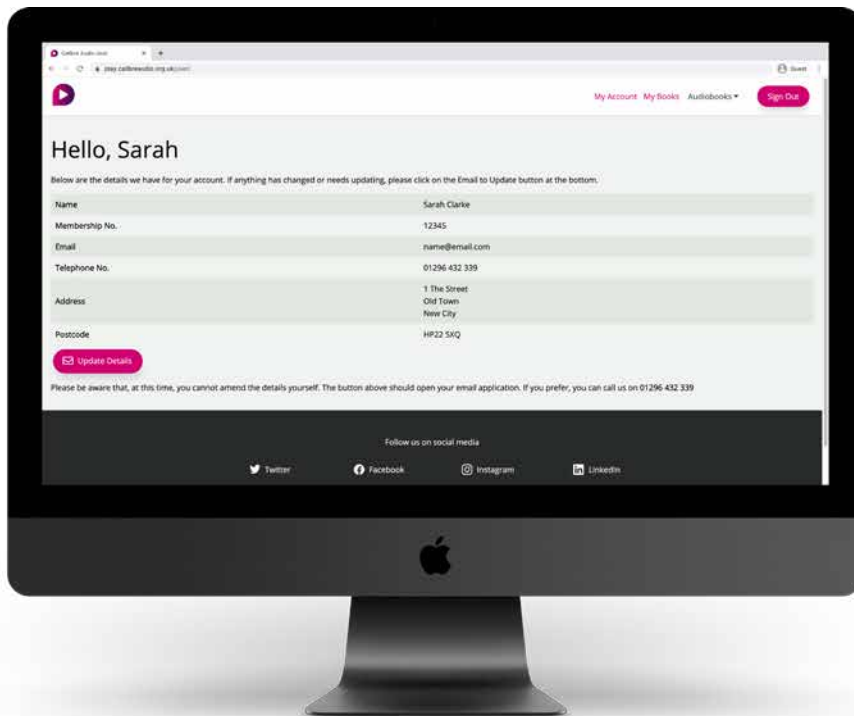 Calibre Audio
Guest
My Account My Books Audiobooks Sign Out
Hello, Sarah
Below are the details we have for your account. If anything has changed or needs updating, please click on the Email to Update button at the bottom.
Name Sarah Clarke
Membership No. 12345
Email name@email.com
Telephone No. 01296 432 339
Address 1 The Street
Old Town
New City
Postcode HP22 5XQ
Update Details
Please be aware that, at this time, you cannot amend the details yourself. The button above should open your email application. If you prefer, you can call us on 01296 432 339
Follow us on social media
Twitter Facebook Instagram LinkedIn